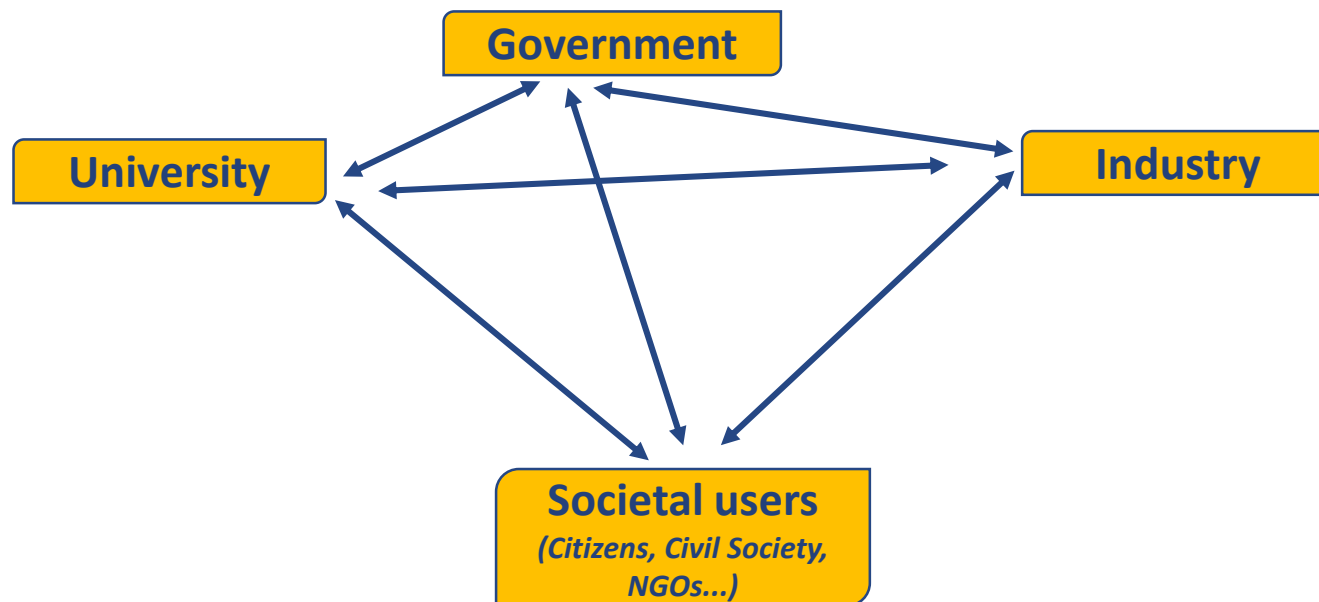 Government
University
Industry
Societal users
(Citizens, Civil Society,
NGOs...)